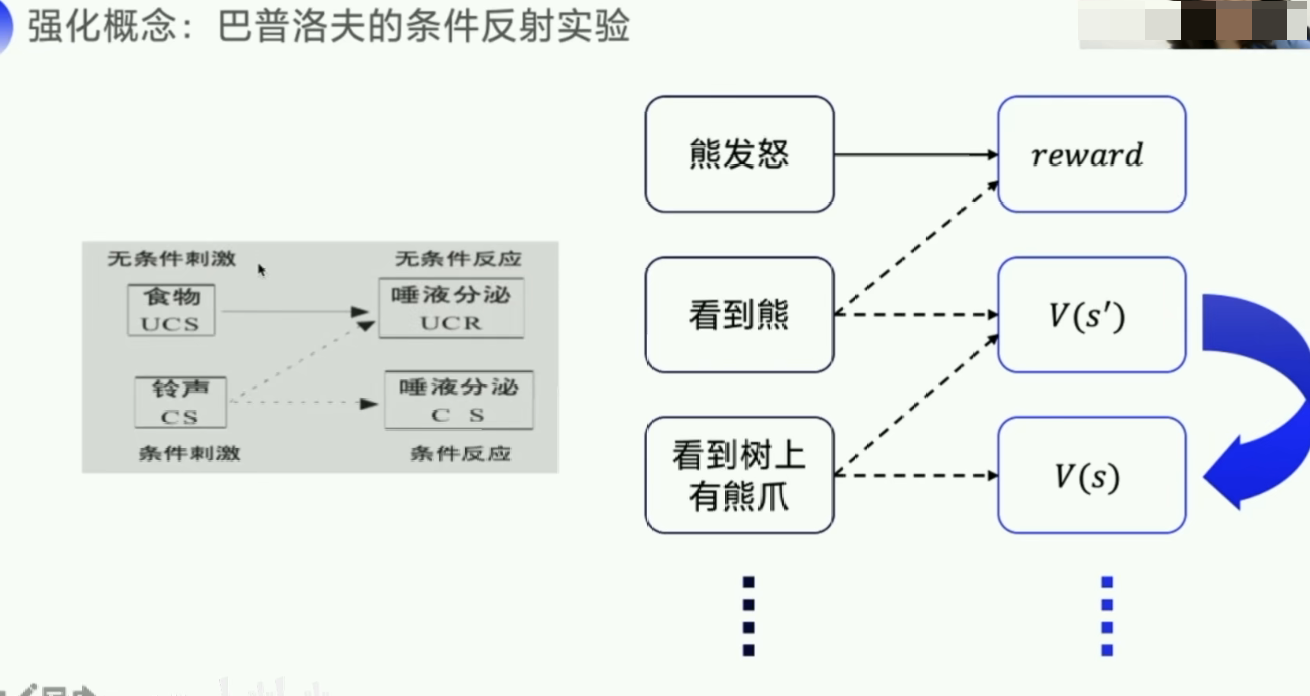 强化概念：巴普洛夫的条件反射实验
无条件刺激
无条件反应
食物
UCS
唾液分泌
UCR
铃声
CS
唾液分泌
C S
条件刺激
条件反应
熊发怒
reward
看到熊
V(s′)
看到树上
有熊爪
V(s)